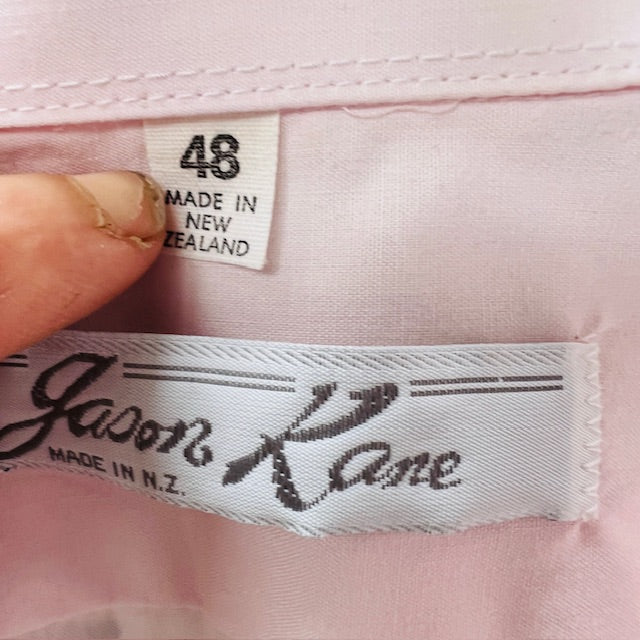 48
MADE IN
NEW
ZEALAND
Jason Kane
MADE IN N.Z.